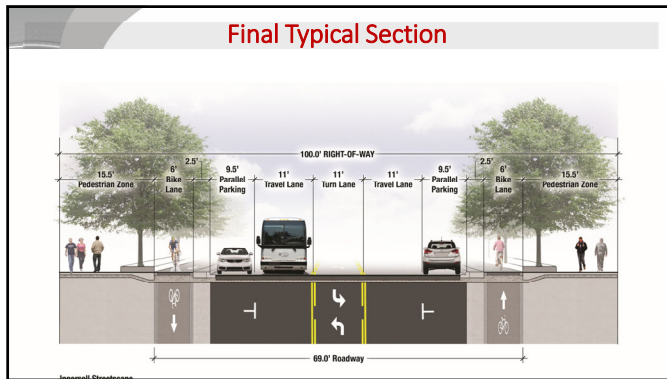 Final Typical Section
100.0' RIGHT-OF-WAY
15.5'
Pedestrian Zone
6'
Bike
Lane
2.5'
9.5'
Parallel
Parking
11'
Travel Lane
11'
Turn Lane
11'
Travel Lane
9.5'
Parallel
Parking
2.5'
6'
Bike
Lane
15.5'
Pedestrian Zone
69.0' Roadway
Ingersoll Streetscape